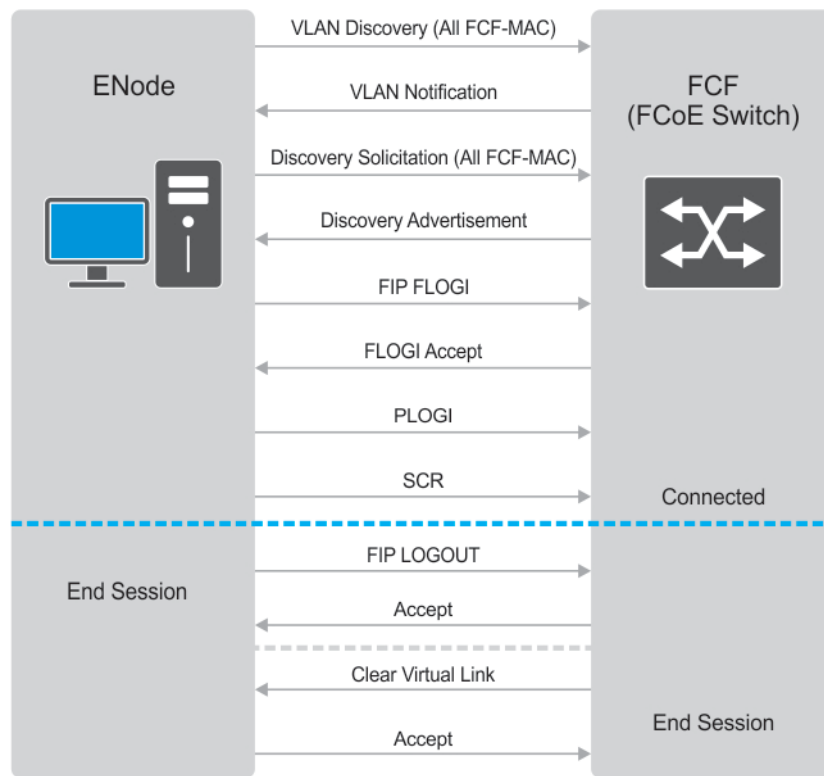 VLAN Discovery (All FCF-MAC)
ENode
FCF
(FCoE Switch)
VLAN Notification
Discovery Solicitation (All FCF-MAC)
Discovery Advertisement
FIP FLOGI
FLOGI Accept
PLOGI
SCR
Connected
FIP LOGOUT
End Session
Accept
Clear Virtual Link
End Session
Accept